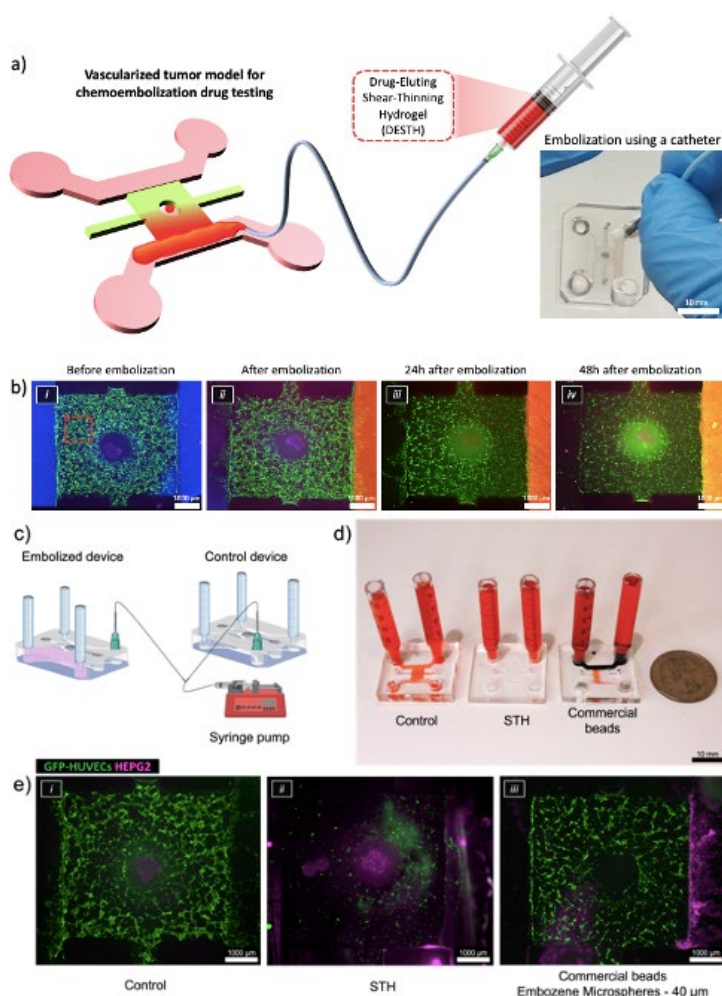 a)
Vascularized tumor model for
chemoembolization drug testing
Drug-Eluting
Shear-Thinning
Hydrogel
(DESTH)
Embolization using a catheter
10 mm
b)
Before embolization
After embolization
24h after embolization
48h after embolization
i
ii
iii
iv
1000 µm
1000 µm
1000 µm
1000 µm
c)
Embolized device
Control device
Syringe pump
d)
Control
STH
Commercial
beads
10 mm
GFP-HUVECs HEPG2
e)
i
ii
iii
1000 µm
1000 µm
1000 µm
Control
STH
Commercial beads
Embozene Microspheres - 40 µm